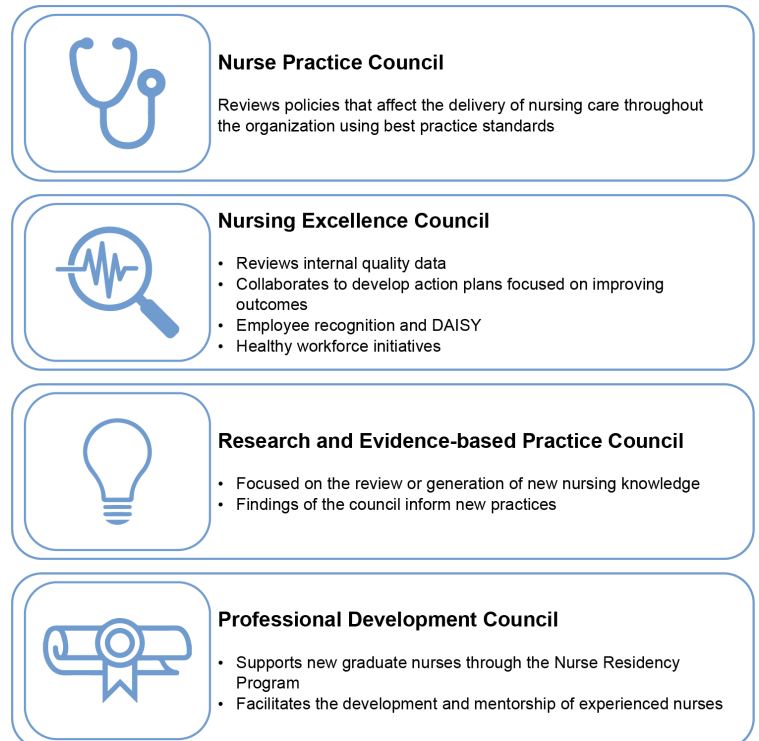 Nurse Practice Council
Reviews policies that affect the delivery of nursing care throughout
the organization using best practice standards
Nursing Excellence Council
• Reviews internal quality data
• Collaborates to develop action plans focused on improving
outcomes
• Employee recognition and DAISY
• Healthy workforce initiatives
Research and Evidence-based Practice Council
• Focused on the review or generation of new nursing knowledge
• Findings of the council inform new practices
Professional Development Council
• Supports new graduate nurses through the Nurse Residency
Program
• Facilitates the development and mentorship of experienced nurses